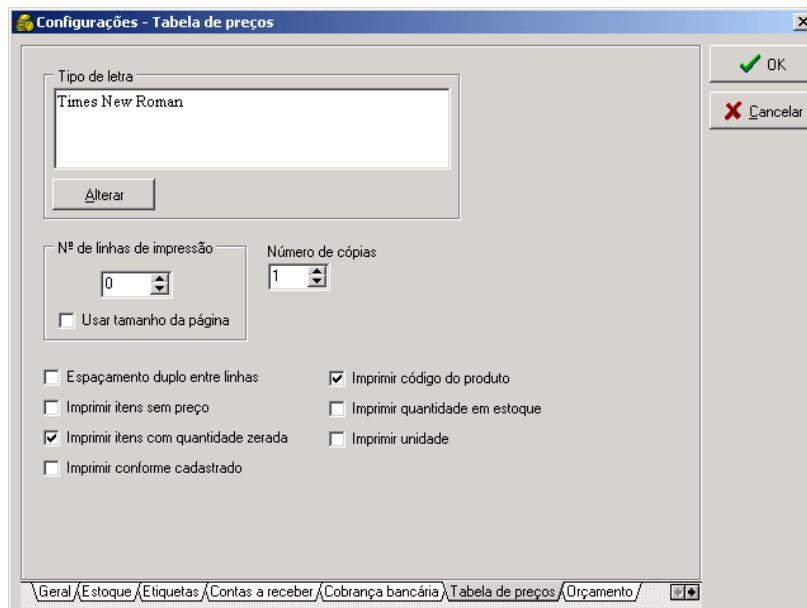 Configurações - Tabela de preços
OK
Cancelar
Tipo de letra
Times New Roman
Alterar
Nº de linhas de impressão
0
Usar tamanho da página
Número de cópias
1
Espaçamento duplo entre linhas
Imprimir itens sem preço
Imprimir itens com quantidade zerada
Imprimir conforme cadastrado
Imprimir código do produto
Imprimir quantidade em estoque
Imprimir unidade
Geral Estoque Etiquetas Contas a receber Cobrança bancária Tabela de preços Orçamento